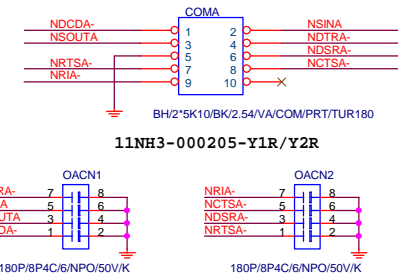 COMA
NDCDA- 1 2 NSINA
NSOUTA 3 4 NDTRA-
5 6 NDSRA-
NRTSA- 7 8 NCTSA-
NRIA- 9 10
BH/2*5K10/BK/2.54/VA/COM/PRT/TUR180
11NH3-000205-Y1R/Y2R
OACN1 OACN2
RA- 7 8 NRIA- 7 8
A 5 6 NCTSA- 5 6
UTA 3 4 NDSRA- 3 4
DA- 1 2 NRTSA- 1 2
180P/8P4C/6/NPO/50V/K 180P/8P4C/6/NPO/50V/K